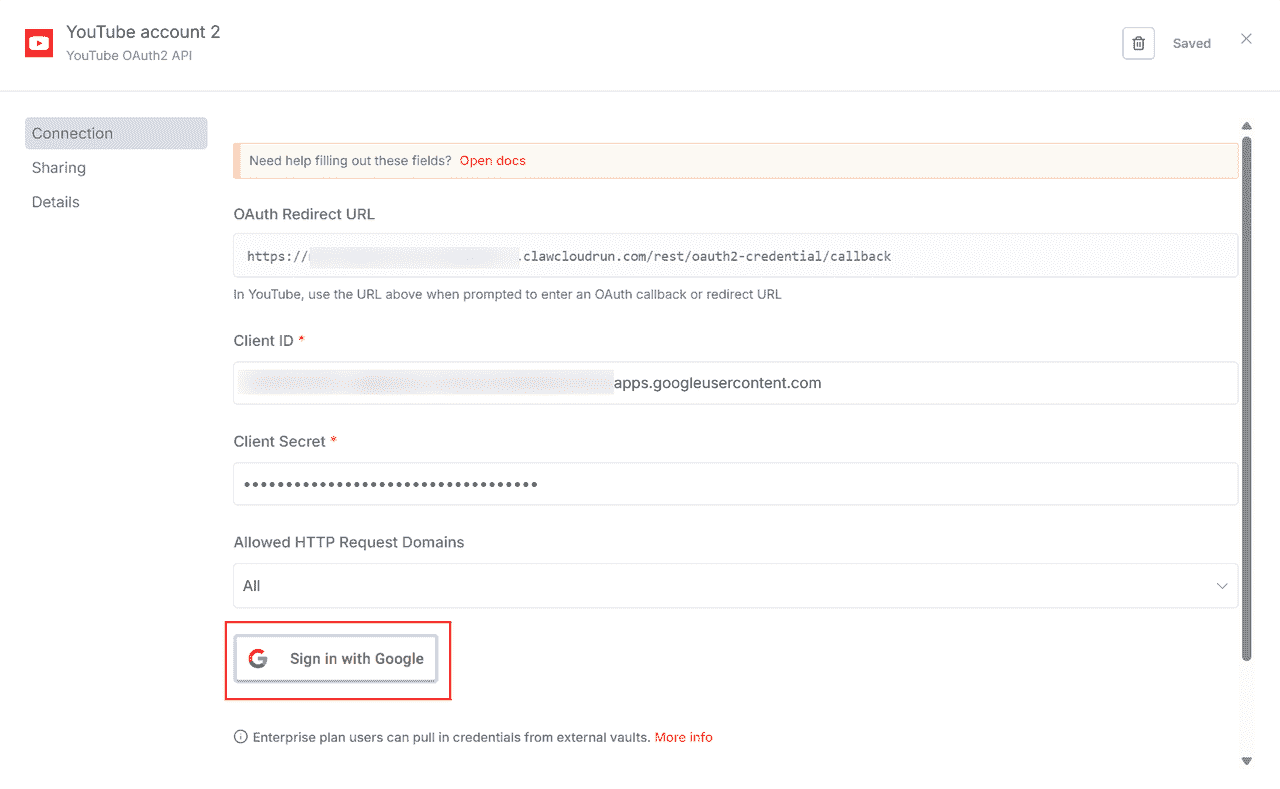 YouTube account 2
YouTube OAuth2 API
Saved
Connection
Sharing
Details
Need help filling out these fields? Open docs
OAuth Redirect URL
https:// .clawcloudrun.com/rest/oauth2-credential/callback
In YouTube, use the URL above when prompted to enter an OAuth callback or redirect URL
Client ID *
apps.googleusercontent.com
Client Secret *
••••••••••••••••••••••••••••••••••
Allowed HTTP Request Domains
All
Sign in with Google
Enterprise plan users can pull in credentials from external vaults. More info